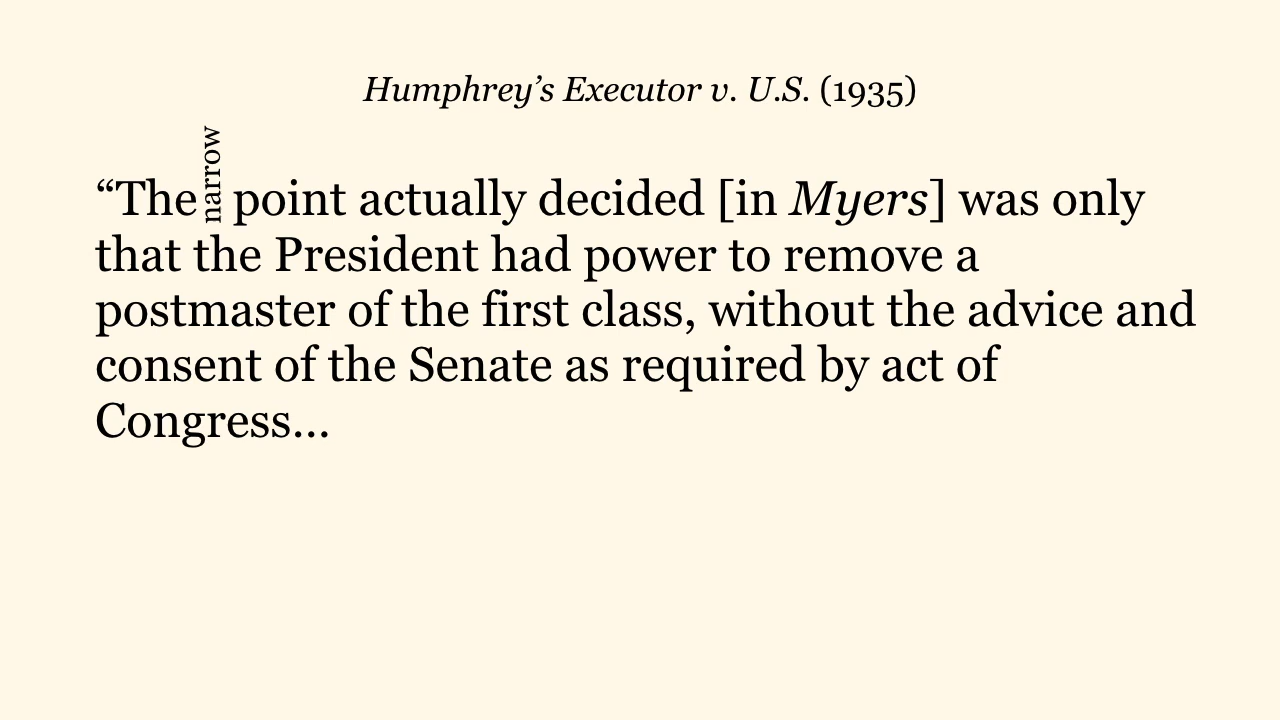 Humphrey’s Executor v. U.S. (1935)
“The narrow point actually decided [in Myers] was only
that the President had power to remove a
postmaster of the first class, without the advice and
consent of the Senate as required by act of
Congress…